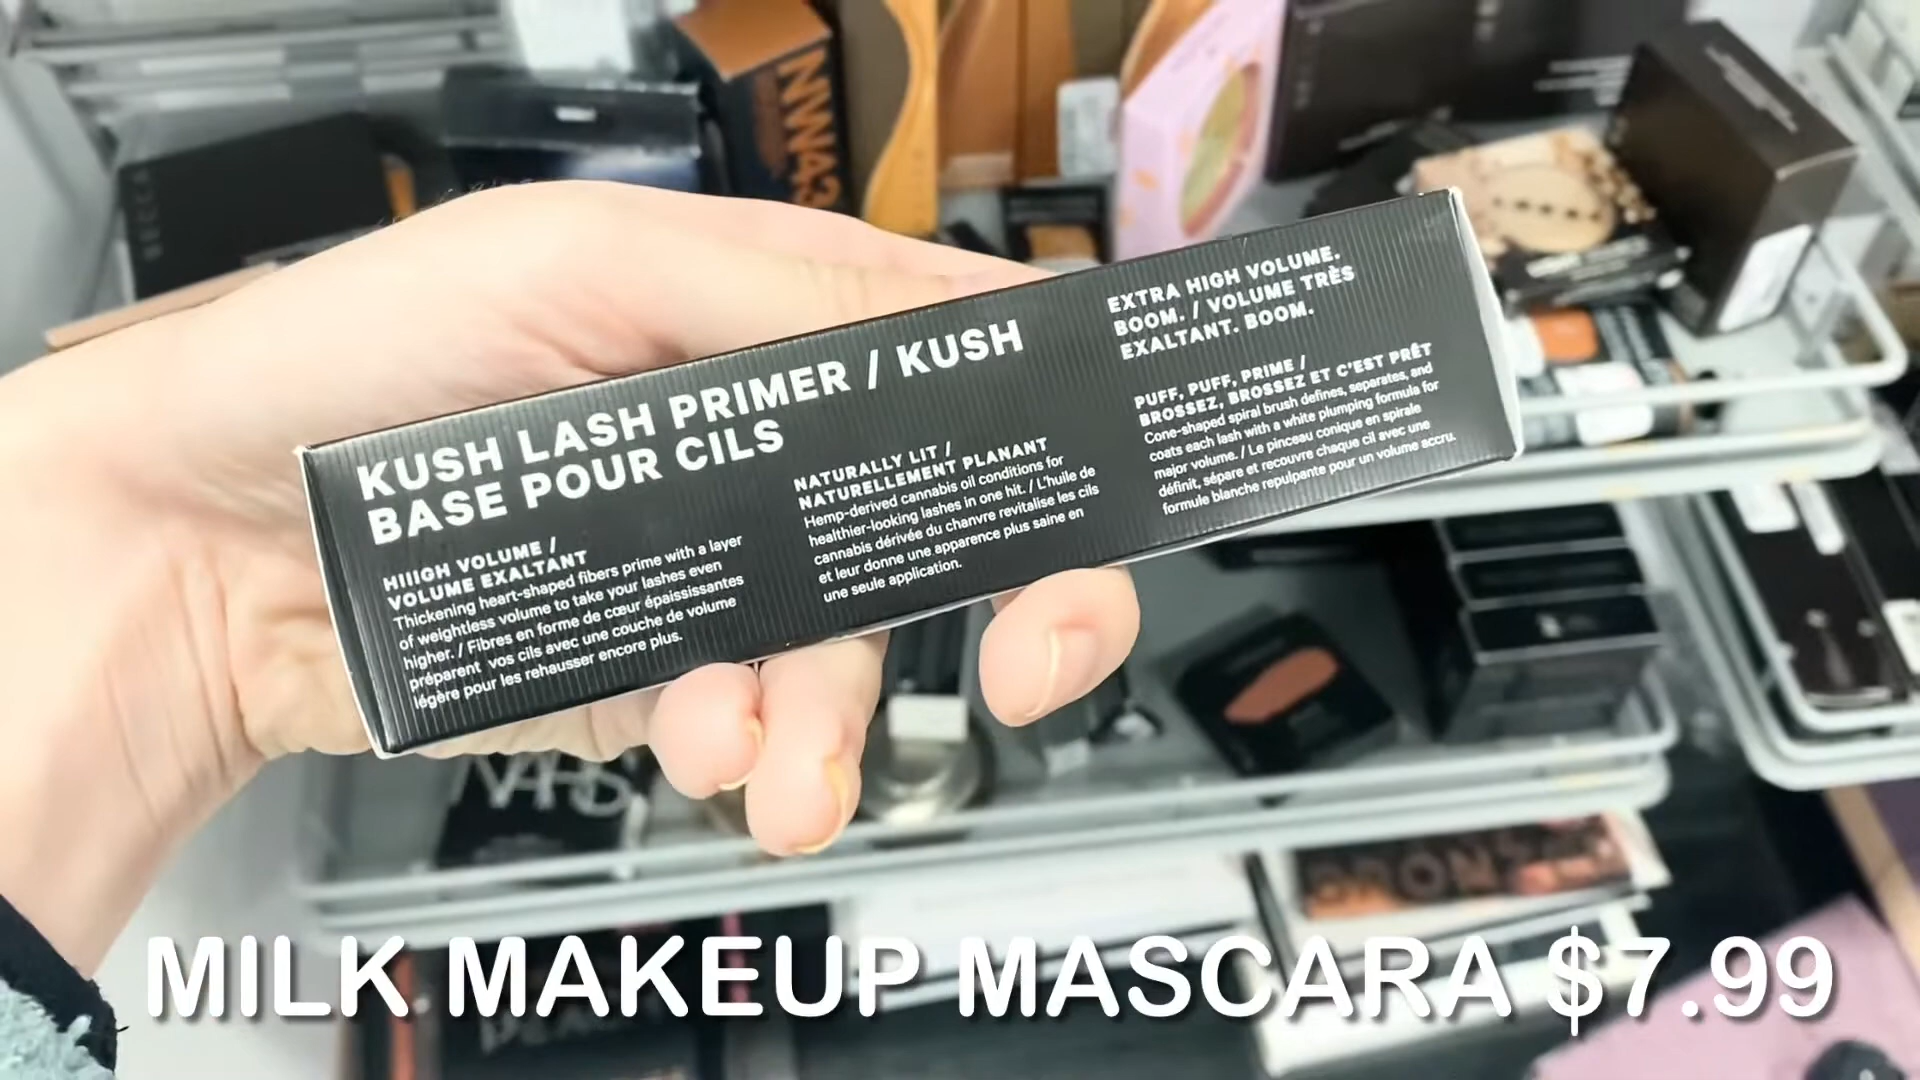 BECCA
NW43
KUSH LASH PRIMER / KUSH
BASE POUR CILS
HIIIGH VOLUME /
VOLUME EXALTANT
Thickening heart-shaped fibers prime with a layer
of weightless volume to take your lashes even
higher. / Fibres en forme de cœur épaississantes
préparent vos cils avec une couche de volume
légère pour les rehausser encore plus.
NATURALLY LIT /
NATURELLEMENT PLANANT
Hemp-derived cannabis oil conditions for
healthier-looking lashes in one hit. / L'huile de
cannabis dérivée du chanvre revitalise les cils
et leur donne une apparence plus saine en
une seule application.
EXTRA HIGH VOLUME.
BOOM. / VOLUME TRÈS
EXALTANT. BOOM.
PUFF, PUFF, PRIME /
BROSSEZ, BROSSEZ ET C'EST PRÊT
Cone-shaped spiral brush defines, separates, and
coats each lash with a white plumping formula for
major volume. / Le pinceau conique en spirale
définit, sépare et recouvre chaque cil avec une
formule blanche repulpante pour un volume accru.
NARS
MILK MAKEUP MASCARA $7.99